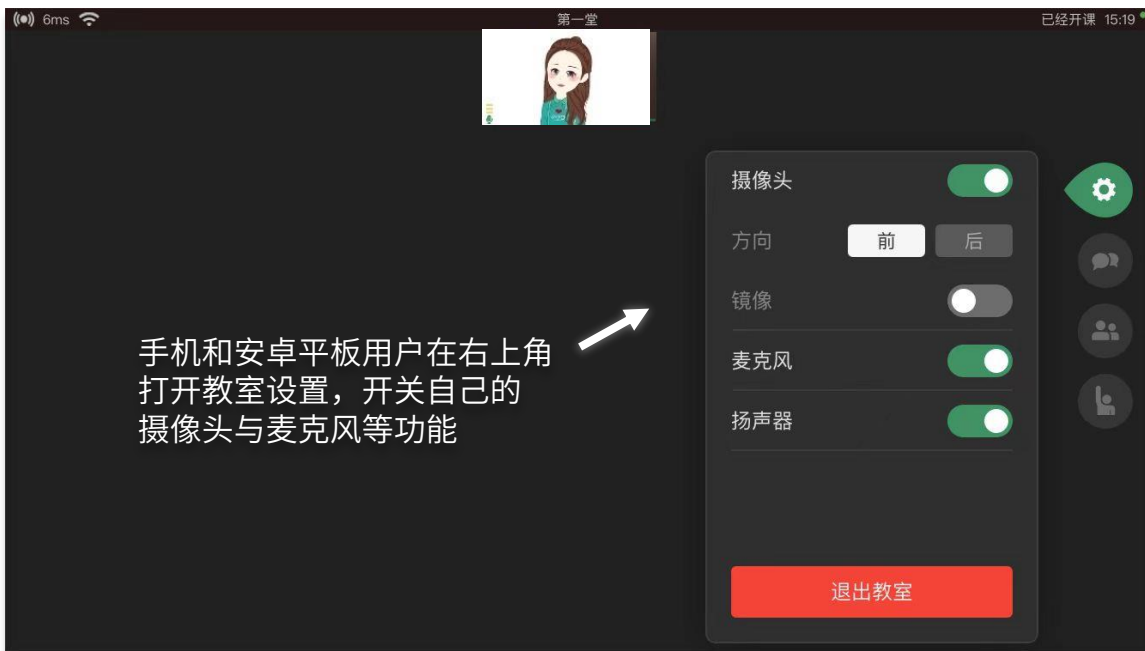 6ms
第一堂
已经开课 15:19
摄像头
方向 前 后
镜像
手机和安卓平板用户在右上角
打开教室设置，开关自己的
摄像头与麦克风等功能
麦克风
扬声器
退出教室